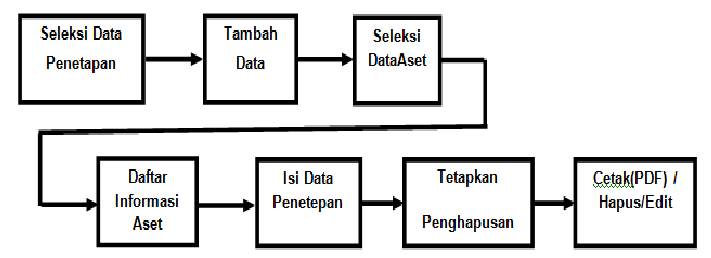 Seleksi Data
Penetapan
Tambah
Data
Seleksi
DataAset
Daftar
Informasi
Aset
Isi Data
Penetepan
Tetapkan
Penghapusan
Cetak(PDF) /
Hapus/Edit